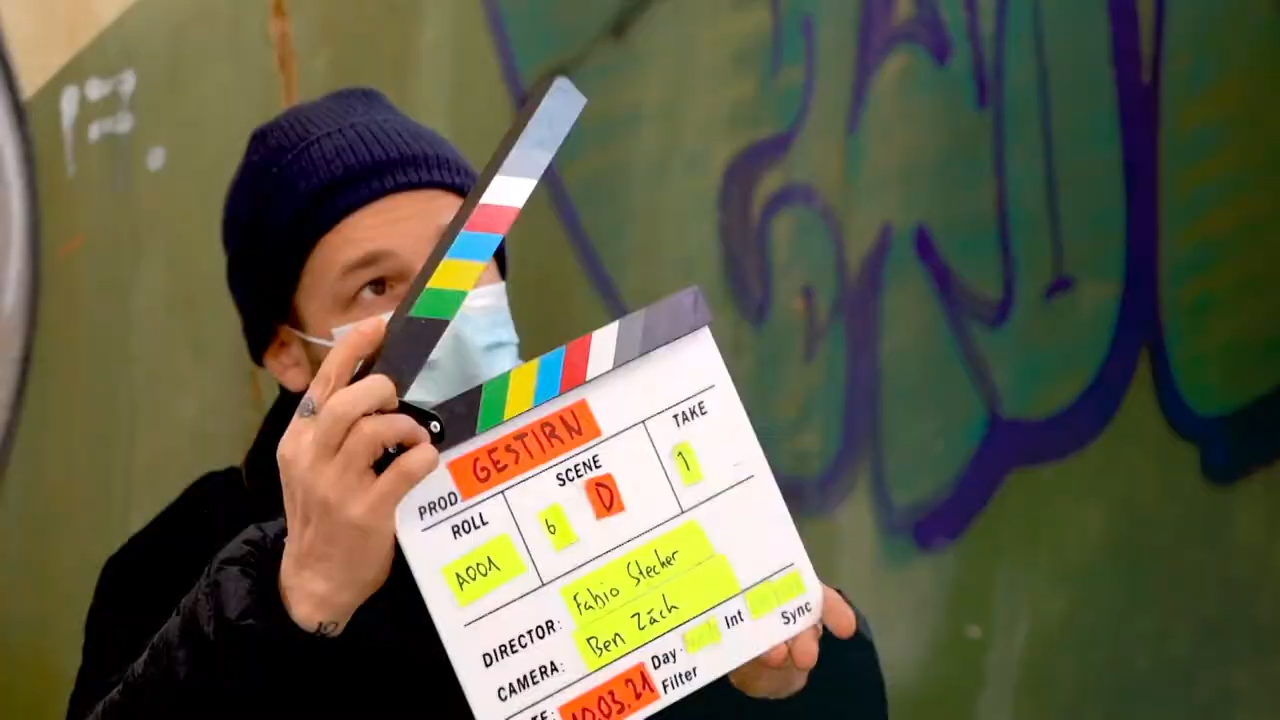 PROD GESTIRN
ROLL SCENE TAKE
A001 6 D 1
DIRECTOR: Fabio Stecher
CAMERA: Ben Zäch
Day Int Sync
Filter
10.03.21